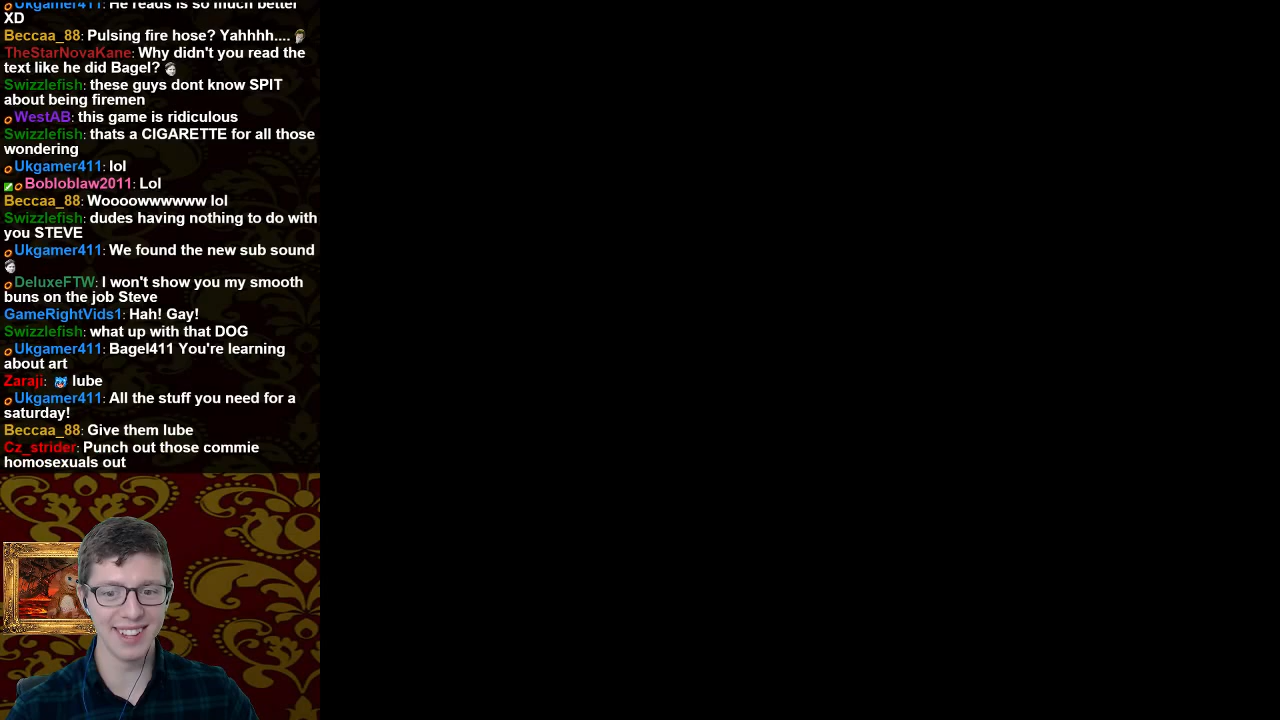 Ukgamer411: He reads is so much better
XD
Beccaa_88: Pulsing fire hose? Yahhhh....
TheStarNovaKane: Why didn't you read the
text like he did Bagel?
Swizzlefish: these guys dont know SPIT
about being firemen
WestAB: this game is ridiculous
Swizzlefish: thats a CIGARETTE for all those
wondering
Ukgamer411: lol
Bobloblaw2011: Lol
Beccaa_88: Woooowwwwww lol
Swizzlefish: dudes having nothing to do with
you STEVE
Ukgamer411: We found the new sub sound
DeluxeFTW: I won't show you my smooth
buns on the job Steve
GameRightVids1: Hah! Gay!
Swizzlefish: what up with that DOG
Ukgamer411: Bagel411 You're learning
about art
Zaraji: lube
Ukgamer411: All the stuff you need for a
saturday!
Beccaa_88: Give them lube
Cz_strider: Punch out those commie
homosexuals out